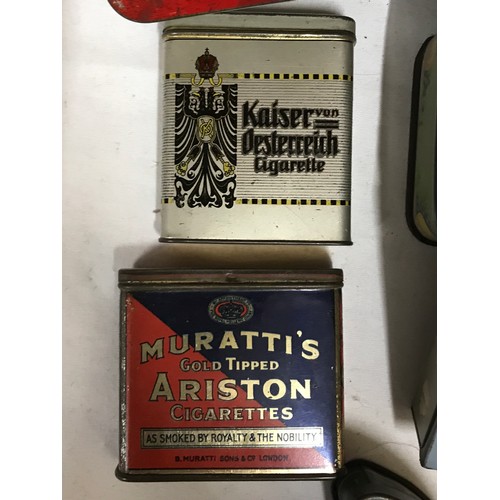 Kaiser von
Oesterreich
Cigarette
MURATTI'S
GOLD TIPPED
ARISTON
CIGARETTES
AS SMOKED BY ROYALTY & THE NOBILITY
B. MURATTI SONS & CO LONDON.